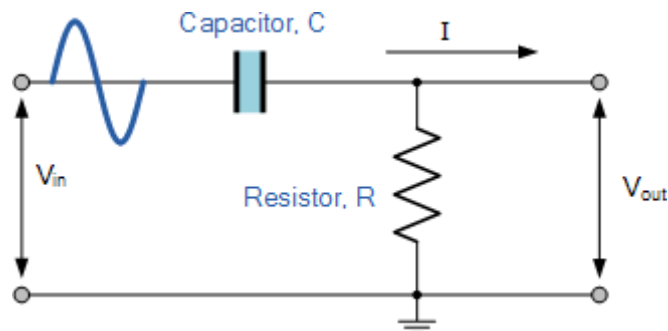 Capacitor, C
I
Vin
Resistor, R
Vout